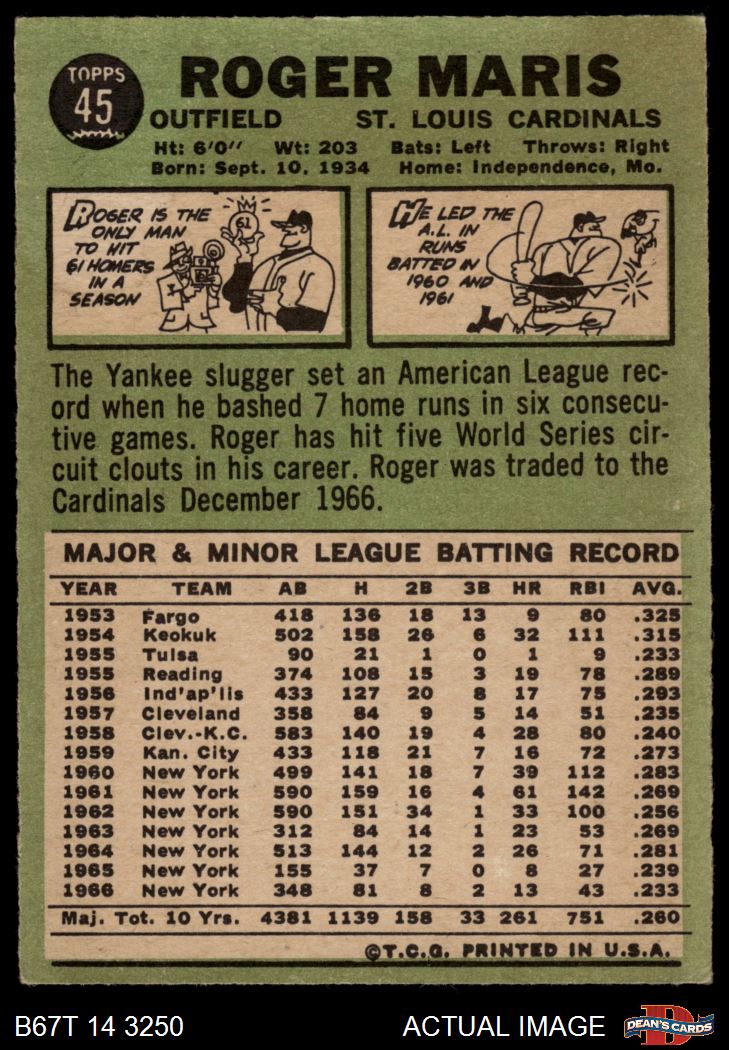 TOPPS
45
ROGER MARIS
OUTFIELD ST. LOUIS CARDINALS
Ht: 6'0" Wt: 203 Bats: Left Throws: Right
Born: Sept. 10, 1934 Home: Independence, Mo.
ROGER IS THE
ONLY MAN
TO HIT
61 HOMERS
IN A
SEASON
61
HE LED THE
A.L. IN
RUNS
BATTED IN
1960 AND
1961
The Yankee slugger set an American League rec-
ord when he bashed 7 home runs in six consecu-
tive games. Roger has hit five World Series cir-
cuit clouts in his career. Roger was traded to the
Cardinals December 1966.
MAJOR & MINOR LEAGUE BATTING RECORD
YEAR TEAM AB H 2B 3B HR RBI AVG.
1953 Fargo 418 136 18 13 9 80 .325
1954 Keokuk 502 158 26 6 32 111 .315
1955 Tulsa 90 21 1 0 1 9 .233
1955 Reading 374 108 15 3 19 78 .289
1956 Ind'ap'lis 433 127 20 8 17 75 .293
1957 Cleveland 358 84 9 5 14 51 .235
1958 Clev.-K.C. 583 140 19 4 28 80 .240
1959 Kan. City 433 118 21 7 16 72 .273
1960 New York 499 141 18 7 39 112 .283
1961 New York 590 159 16 4 61 142 .269
1962 New York 590 151 34 1 33 100 .256
1963 New York 312 84 14 1 23 53 .269
1964 New York 513 144 12 2 26 71 .281
1965 New York 155 37 7 0 8 27 .239
1966 New York 348 81 8 2 13 43 .233
Maj. Tot. 10 Yrs. 4381 1139 158 33 261 751 .260
©T.C.G. PRINTED IN U.S.A.
B67T 14 3250 ACTUAL IMAGE DEAN'S CARDS